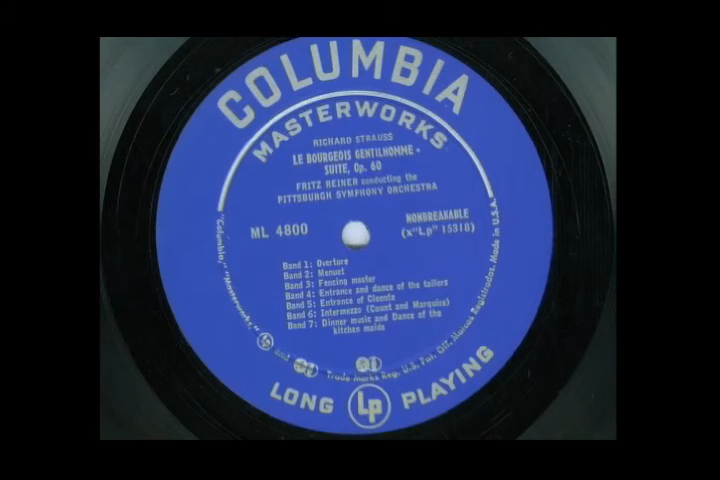 COLUMBIA
MASTERWORKS
RICHARD STRAUSS
LE BOURGEOIS GENTILHOMME -
SUITE, Op. 60
FRITZ REINER conducting the
PITTSBURGH SYMPHONY ORCHESTRA
ML 4800
NONBREAKABLE
(x"Lp" 15318)
Band 1: Overture
Band 2: Menuet
Band 3: Fencing master
Band 4: Entrance and dance of the tailors
Band 5: Entrance of Cleonte
Band 6: Intermezzo (Count and Marquise)
Band 7: Dinner music and Dance of the
kitchen maids
"Columbia," "Masterworks," Lp and Trade Marks Reg. U.S. Pat. Off. Marcas Registradas. Made in U.S.A.
LONG Lp PLAYING